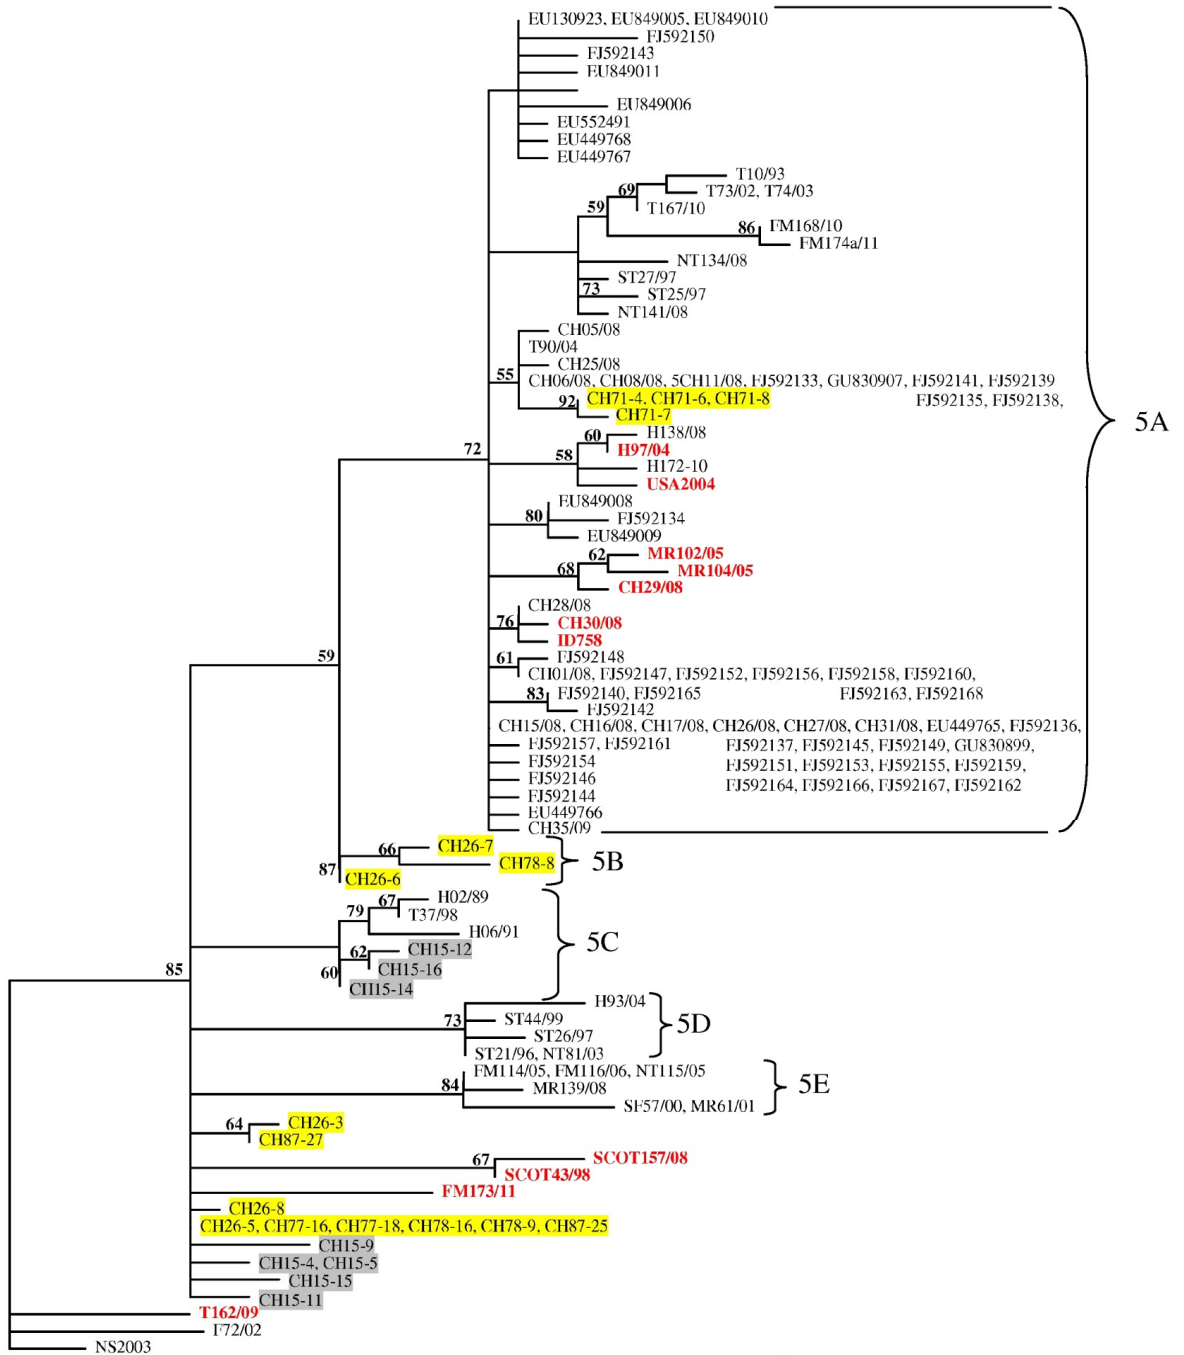 EU130923, EU849005, EU849010
FJ592150
FJ592143
EU849011
EU849006
EU552491
EU449768
EU449767
T10/93
69
T73/02, T74/03
59
T167/10
86
FM168/10
FM174a/11
NT134/08
ST27/97
73
ST25/97
NT141/08
CH05/08
T90/04
CH25/08
55
CH06/08, CH08/08, 5CH11/08, FJ592133, GU830907, FJ592141, FJ592139
FJ592135, FJ592138,
92
CH71-4, CH71-6, CH71-8
CH71-7
5A
60
H138/08
72
H97/04
58
H172-10
USA2004
EU849008
80
FJ592134
EU849009
62
MR102/05
68
MR104/05
CH29/08
CH28/08
76
CH30/08
ID758
59
61
FJ592148
CH01/08, FJ592147, FJ592152, FJ592156, FJ592158, FJ592160,
FJ592163, FJ592168
83
FJ592140, FJ592165
FJ592142
CH15/08, CH16/08, CH17/08, CH26/08, CH27/08, CH31/08, EU449765, FJ592136,
FJ592137, FJ592145, FJ592149, GU830899,
FJ592151, FJ592153, FJ592155, FJ592159,
FJ592164, FJ592166, FJ592167, FJ592162
FJ592157, FJ592161
FJ592154
FJ592146
FJ592144
EU449766
CH35/09
66
CH26-7
87
CH78-8
5B
CH26-6
67
H02/89
79
T37/98
H06/91
5C
62
CH15-12
60
CH15-16
CH15-14
85
H93/04
73
ST44/99
5D
ST26/97
ST21/96, NT81/03
FM114/05, FM116/06, NT115/05
84
MR139/08
5E
SF57/00, MR61/01
64
CH26-3
CH87-27
67
SCOT157/08
SCOT43/98
FM173/11
CH26-8
CH26-5, CH77-16, CH77-18, CH78-16, CH78-9, CH87-25
CH15-9
CH15-4, CH15-5
CH15-15
CH15-11
T162/09
F72/02
NS2003